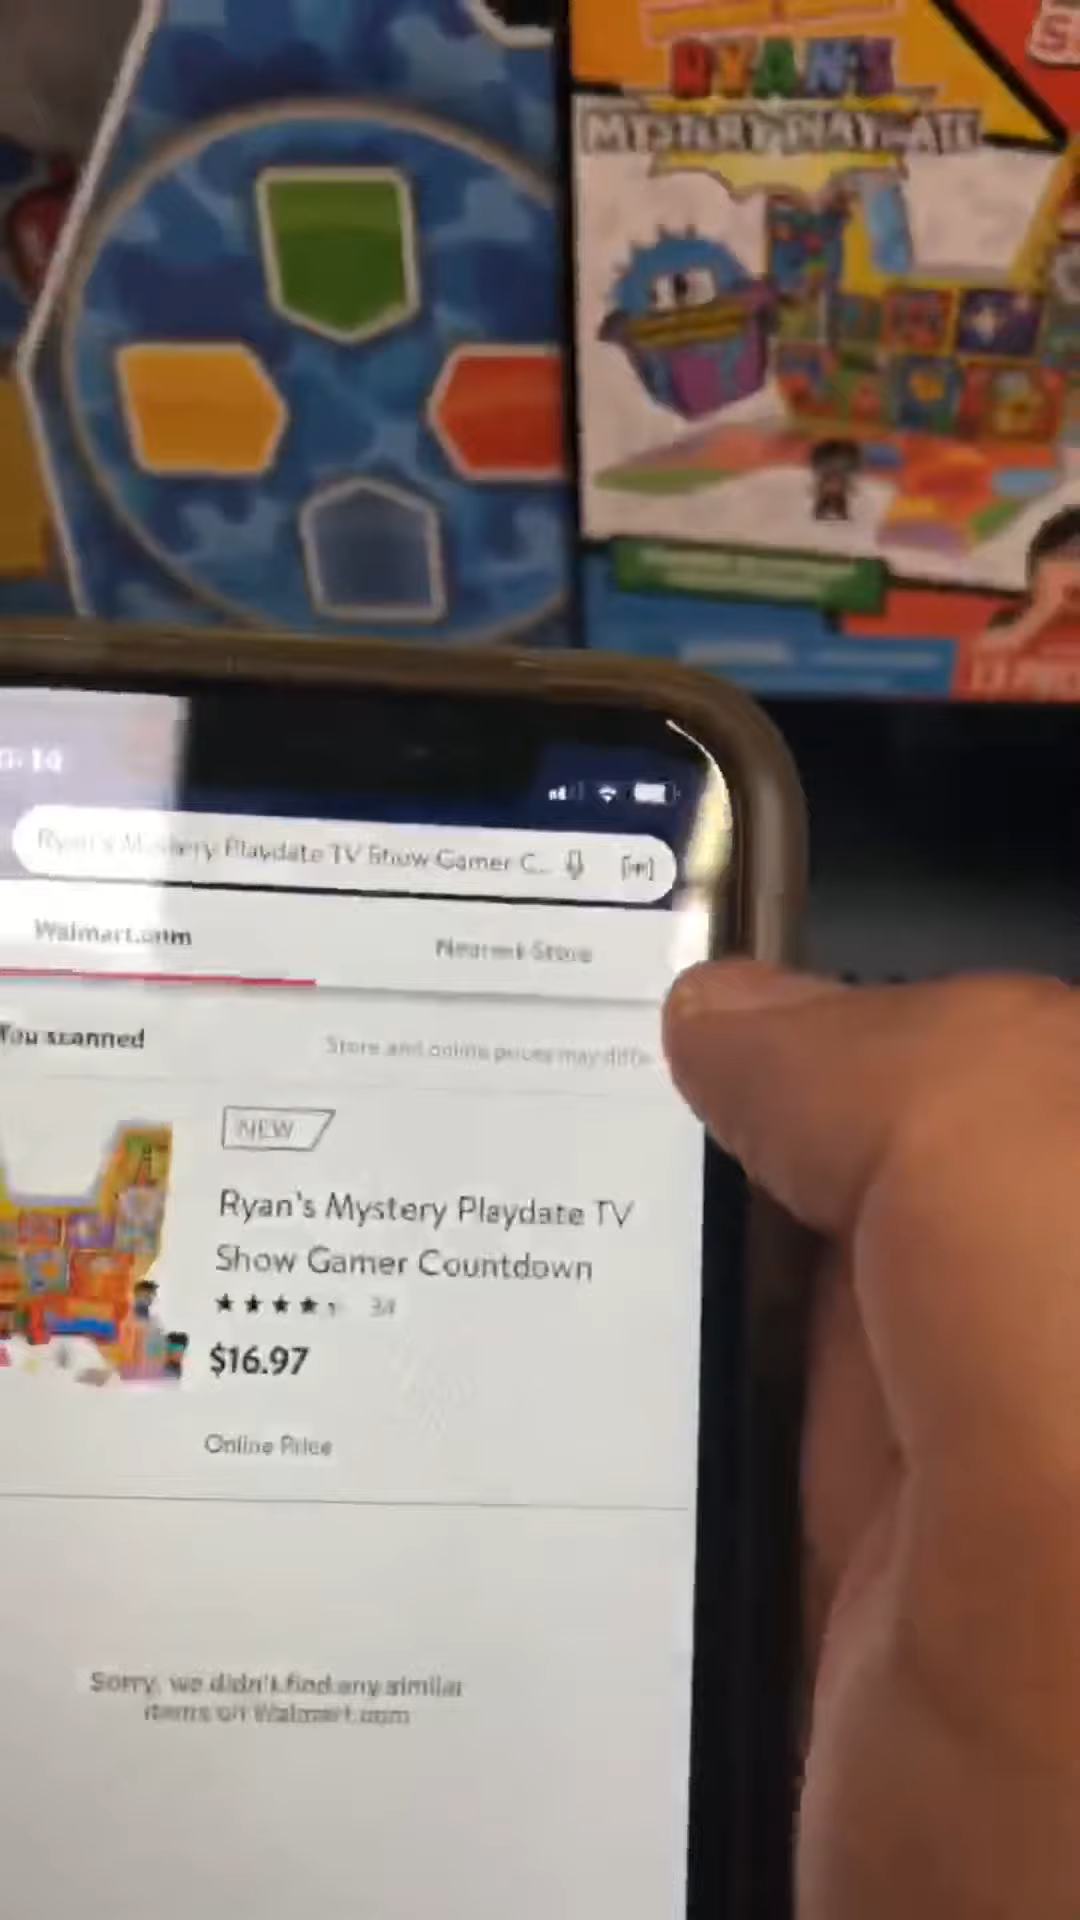 RYAN'S
MYSTERY PLAYDATE
Ryan's Mystery Playdate TV Show Gamer C...
Walmart.com
Nearest Store
You scanned
Store and online prices may diffe
NEW
Ryan's Mystery Playdate TV
Show Gamer Countdown
34
$16.97
Online Price
Sorry, we didn't find any similar
items on Walmart.com